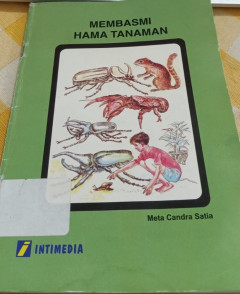 MEMBASMI
HAMA TANAMAN
Meta Candra Satia
i INTIMEDIA